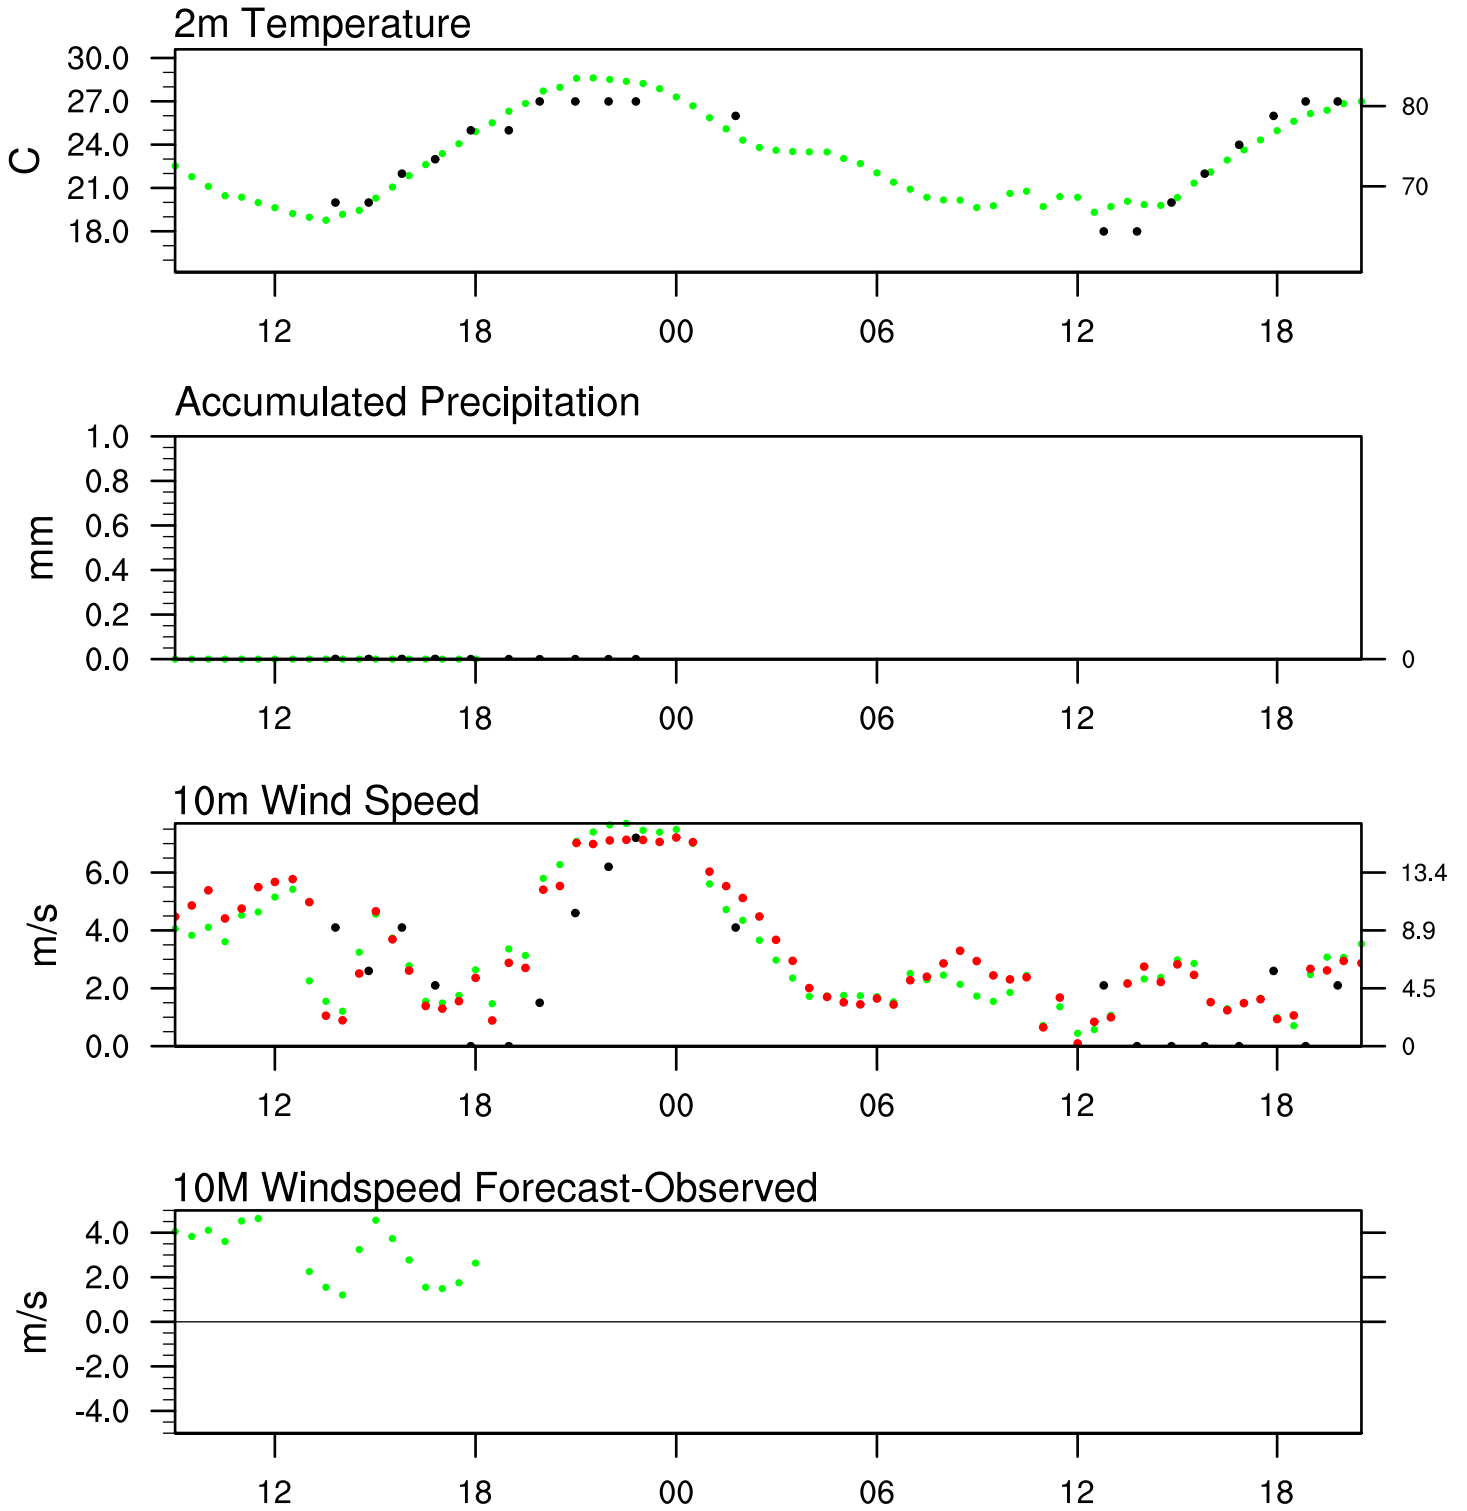 2m Temperature
30.0
27.0
24.0
21.0
18.0
C
80
70
12 18 00 06 12 18
Accumulated Precipitation
1.0
0.8
0.6
0.4
0.2
0.0
mm
0
12 18 00 06 12 18
10m Wind Speed
6.0
4.0
2.0
0.0
m/s
13.4
8.9
4.5
0
12 18 00 06 12 18
10M Windspeed Forecast-Observed
4.0
2.0
0.0
-2.0
-4.0
m/s
12 18 00 06 12 18